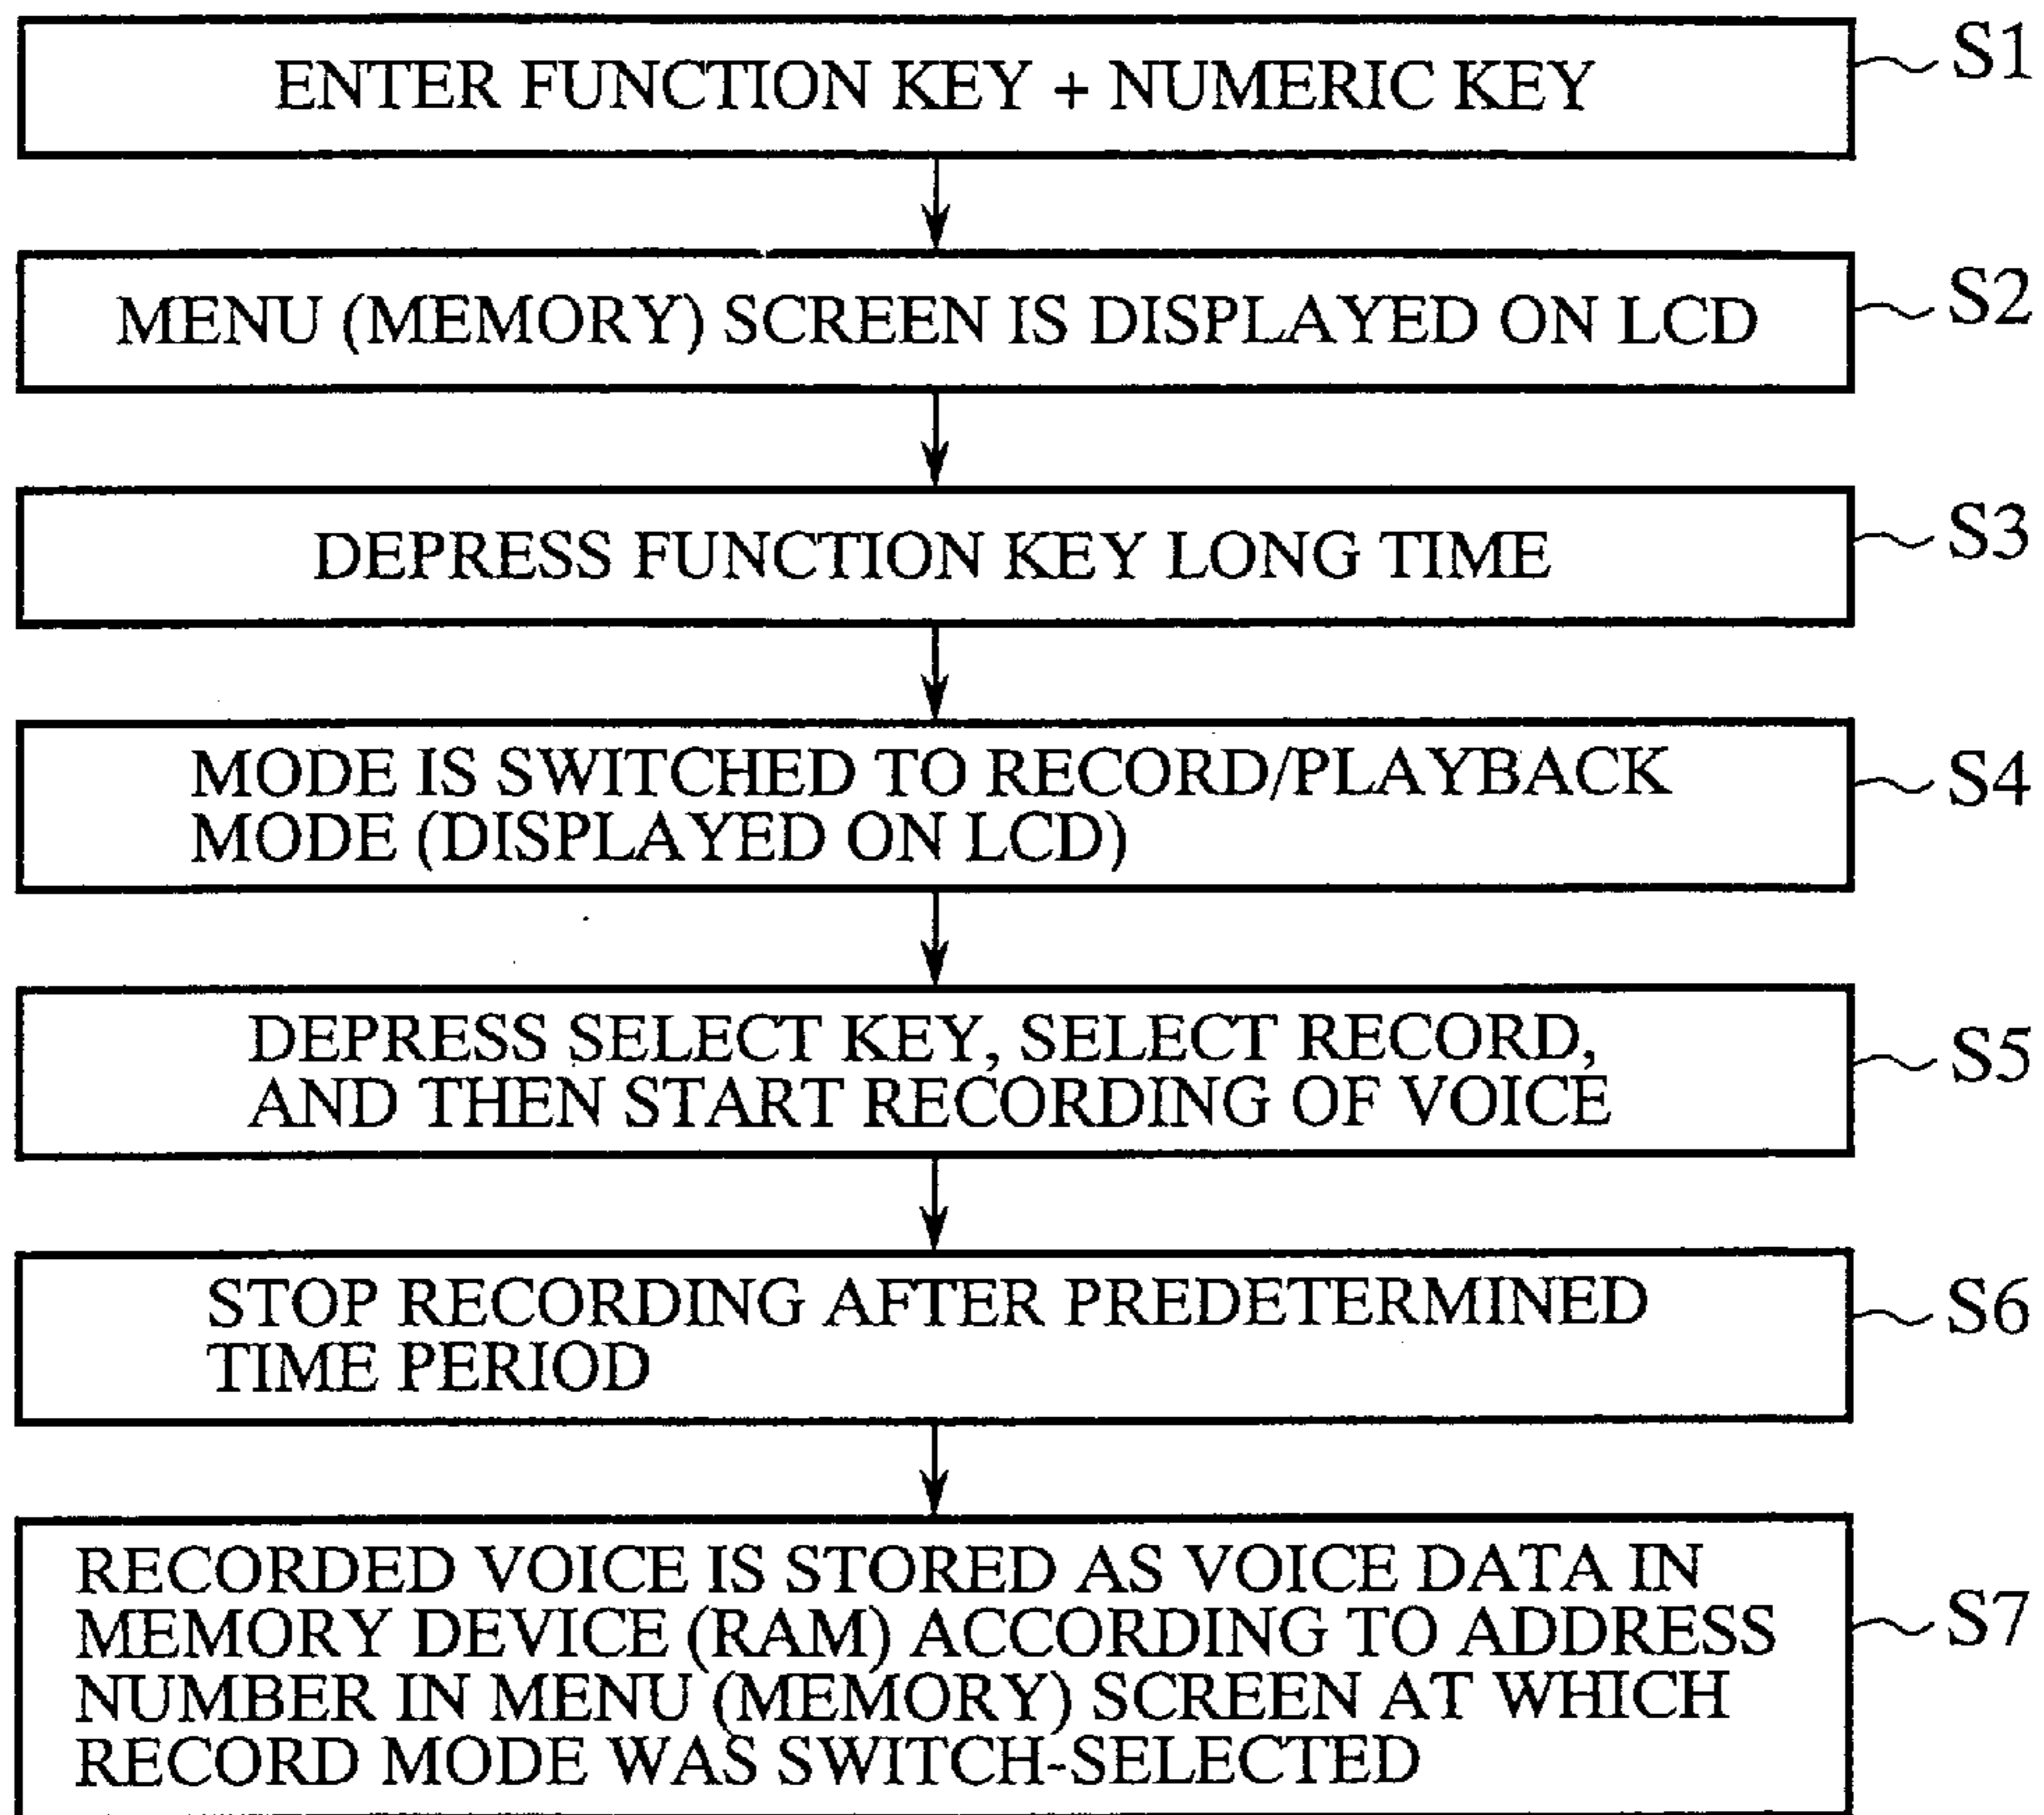 ENTER FUNCTION KEY + NUMERIC KEY
S1
MENU (MEMORY) SCREEN IS DISPLAYED ON LCD
S2
DEPRESS FUNCTION KEY LONG TIME
S3
MODE IS SWITCHED TO RECORD/PLAYBACK
MODE (DISPLAYED ON LCD)
S4
DEPRESS SELECT KEY, SELECT RECORD,
AND THEN START RECORDING OF VOICE
S5
STOP RECORDING AFTER PREDETERMINED
TIME PERIOD
S6
RECORDED VOICE IS STORED AS VOICE DATA IN
MEMORY DEVICE (RAM) ACCORDING TO ADDRESS
NUMBER IN MENU (MEMORY) SCREEN AT WHICH
RECORD MODE WAS SWITCH-SELECTED
S7